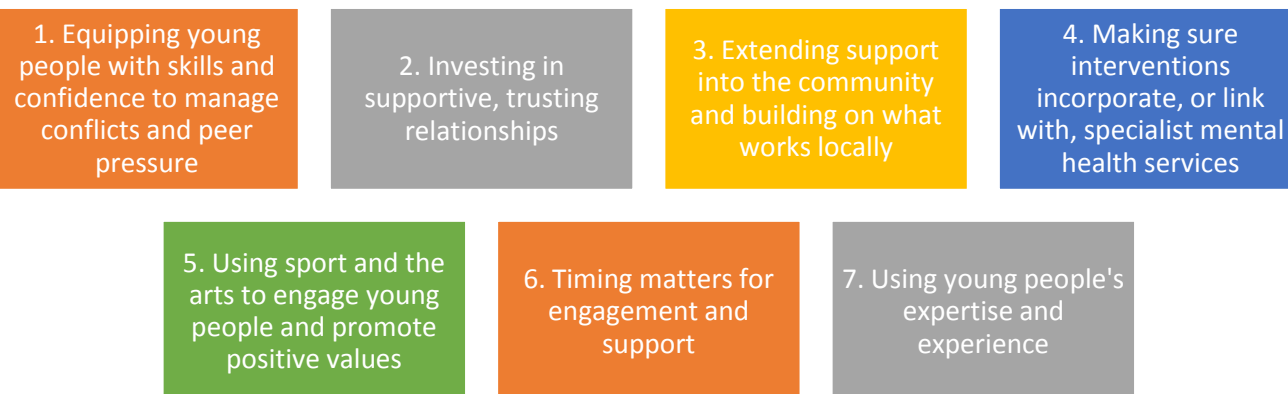 1. Equipping young
people with skills and
confidence to manage
conflicts and peer
pressure
2. Investing in
supportive, trusting
relationships
3. Extending support
into the community
and building on what
works locally
4. Making sure
interventions
incorporate, or link
with, specialist mental
health services
5. Using sport and the
arts to engage young
people and promote
positive values
6. Timing matters for
engagement and
support
7. Using young people's
expertise and
experience